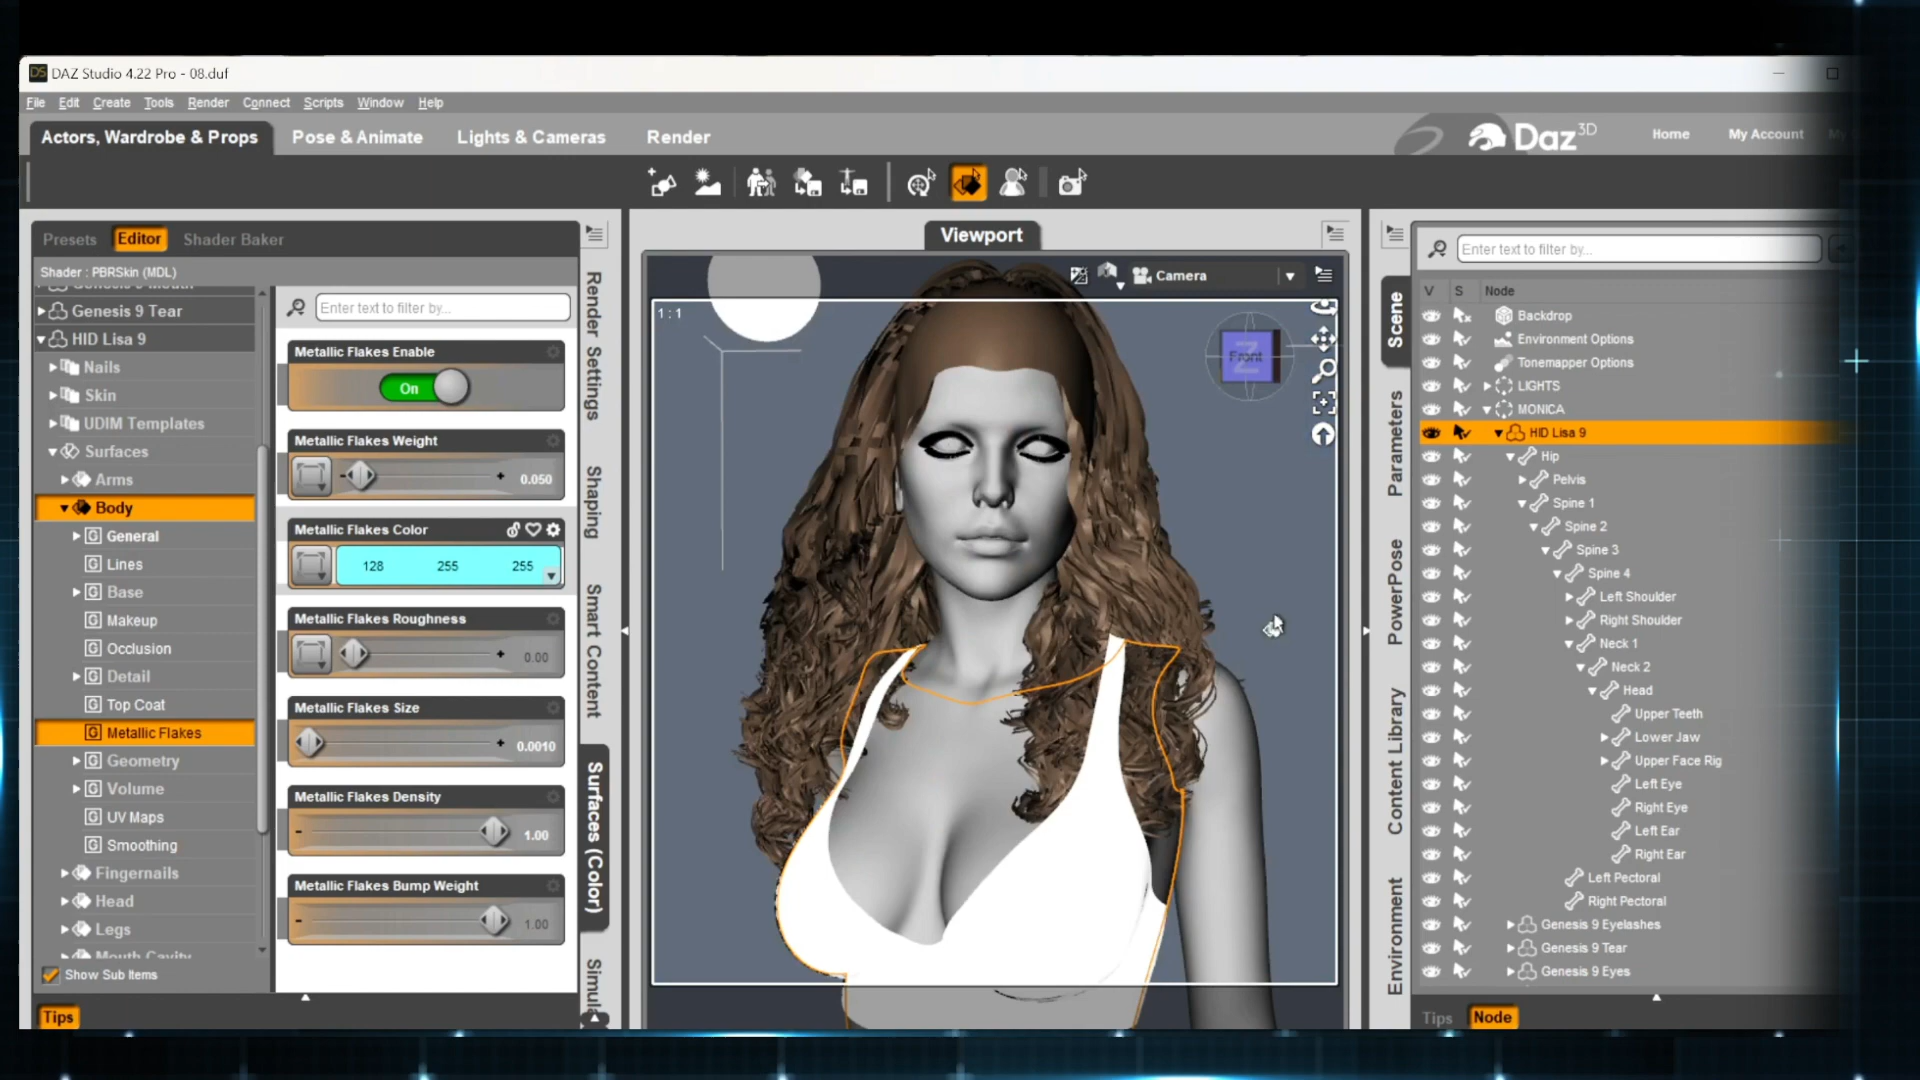 DAZ Studio 4.22 Pro - 08.duf
File Edit Create Tools Render Connect Scripts Window Help
Actors, Wardrobe & Props Pose & Animate Lights & Cameras Render
Daz 3D Home My Account My
Presets Editor Shader Baker
Shader : PBRSkin (MDL)
Genesis 9 Mouth
Genesis 9 Tear
HID Lisa 9
Nails
Skin
UDIM Templates
Surfaces
Arms
Body
General
Lines
Base
Makeup
Occlusion
Detail
Top Coat
Metallic Flakes
Geometry
Volume
UV Maps
Smoothing
Fingernails
Head
Legs
Mouth Cavity
Show Sub Items
Tips
Enter text to filter by...
Metallic Flakes Enable
On
Metallic Flakes Weight
0.050
Metallic Flakes Color
128 255 255
Metallic Flakes Roughness
0.00
Metallic Flakes Size
0.0010
Metallic Flakes Density
1.00
Metallic Flakes Bump Weight
1.00
Render Settings
Shaping
Smart Content
Surfaces (Color)
Simula
Viewport
Camera
1 : 1
Front
Scene
Parameters
PowerPose
Content Library
Environment
Enter text to filter by...
V S Node
Backdrop
Environment Options
Tonemapper Options
LIGHTS
MONICA
HID Lisa 9
Hip
Pelvis
Spine 1
Spine 2
Spine 3
Spine 4
Left Shoulder
Right Shoulder
Neck 1
Neck 2
Head
Upper Teeth
Lower Jaw
Upper Face Rig
Left Eye
Right Eye
Left Ear
Right Ear
Left Pectoral
Right Pectoral
Genesis 9 Eyelashes
Genesis 9 Tear
Genesis 9 Eyes
Tips Node